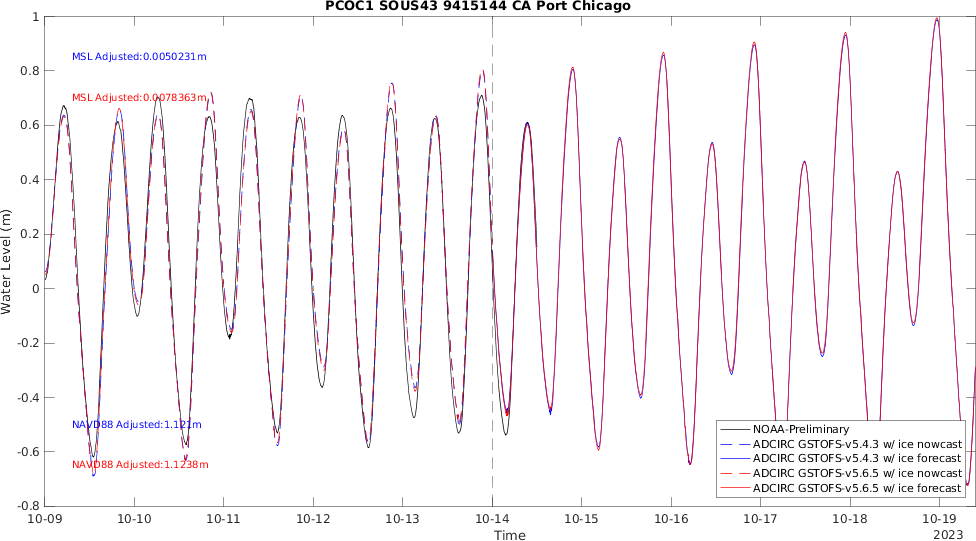 PCOC1 SOUS43 9415144 CA Port Chicago
1
0.8
0.6
0.4
0.2
0
-0.2
-0.4
-0.6
-0.8
Water Level (m)
MSL Adjusted:0.0050231m
MSL Adjusted:0.0078363m
NAVD88 Adjusted:1.121m
NAVD88 Adjusted:1.1238m
NOAA-Preliminary
ADCIRC GSTOFS-v5.4.3 w/ ice nowcast
ADCIRC GSTOFS-v5.4.3 w/ ice forecast
ADCIRC GSTOFS-v5.6.5 w/ ice nowcast
ADCIRC GSTOFS-v5.6.5 w/ ice forecast
10-09 10-10 10-11 10-12 10-13 10-14 10-15 10-16 10-17 10-18 10-19
2023
Time